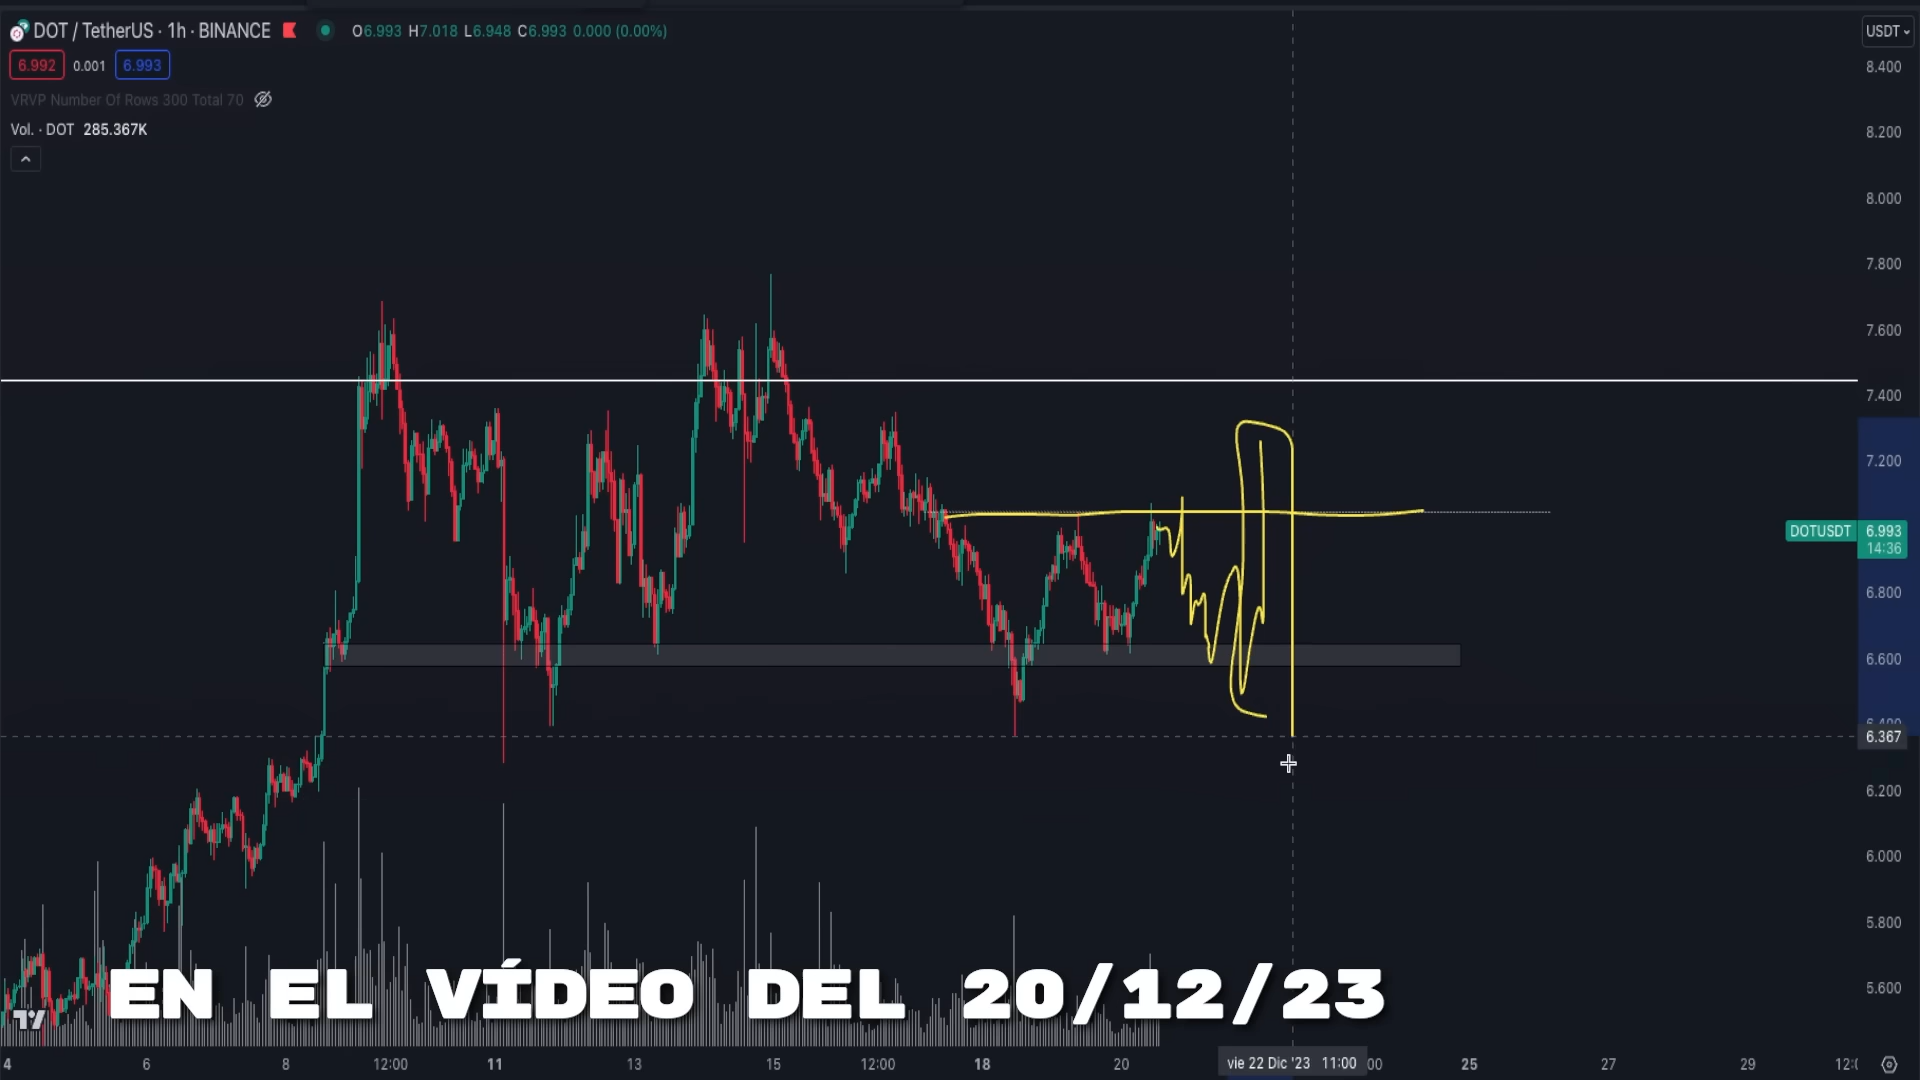 DOT / TetherUS · 1h · BINANCE O6.993 H7.018 L6.948 C6.993 0.000 (0.00%)
USDT
6.992 0.001 6.993
VRVP Number Of Rows 300 Total 70
Vol. · DOT 285.367K
8.400
8.200
8.000
7.800
7.600
7.400
7.200
DOTUSDT 6.993
14:36
6.800
6.600
6.400
6.367
6.200
6.000
5.800
5.600
EN EL VÍDEO DEL 20/12/23
4 6 8 12:00 11 13 15 12:00 18 20 vie 22 Dic '23 11:00 :00 25 27 29 12:0